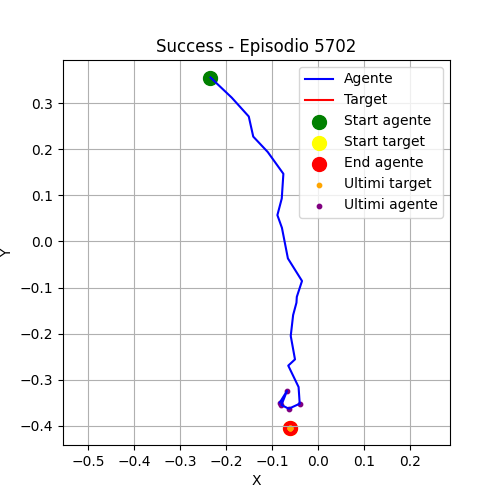 Success - Episodio 5702
Agente
Target
Start agente
Start target
End agente
Ultimi target
Ultimi agente
0.3
0.2
0.1
0.0
−0.1
−0.2
−0.3
−0.4
Y
−0.5 −0.4 −0.3 −0.2 −0.1 0.0 0.1 0.2
X